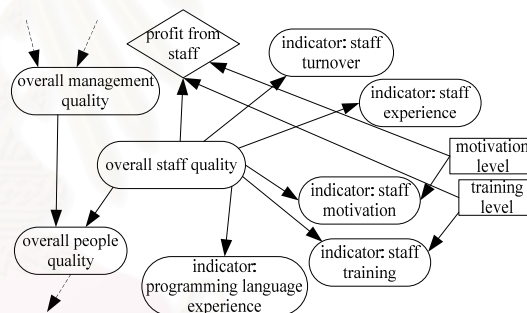 profit from
staff
indicator: staff
turnover
overall management
quality
indicator: staff
experience
motivation
level
overall staff quality
training
level
indicator: staff
motivation
overall people
quality
indicator: staff
training
indicator:
programming language
experience